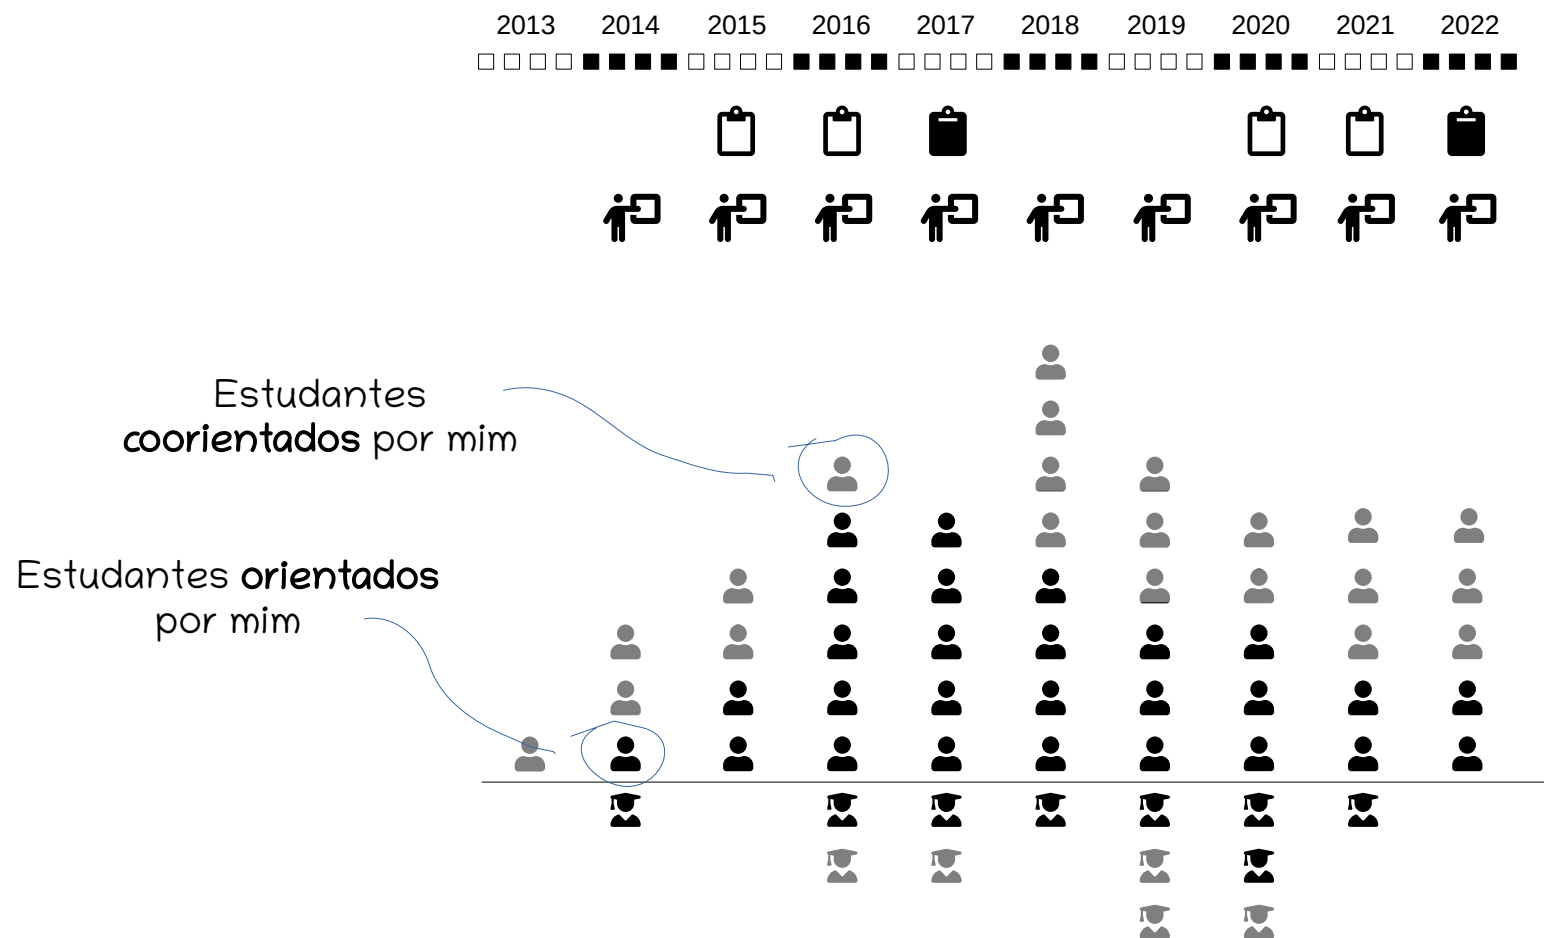 2013 2014 2015 2016 2017 2018 2019 2020 2021 2022
Estudantes
coorientados por mim
Estudantes orientados
por mim